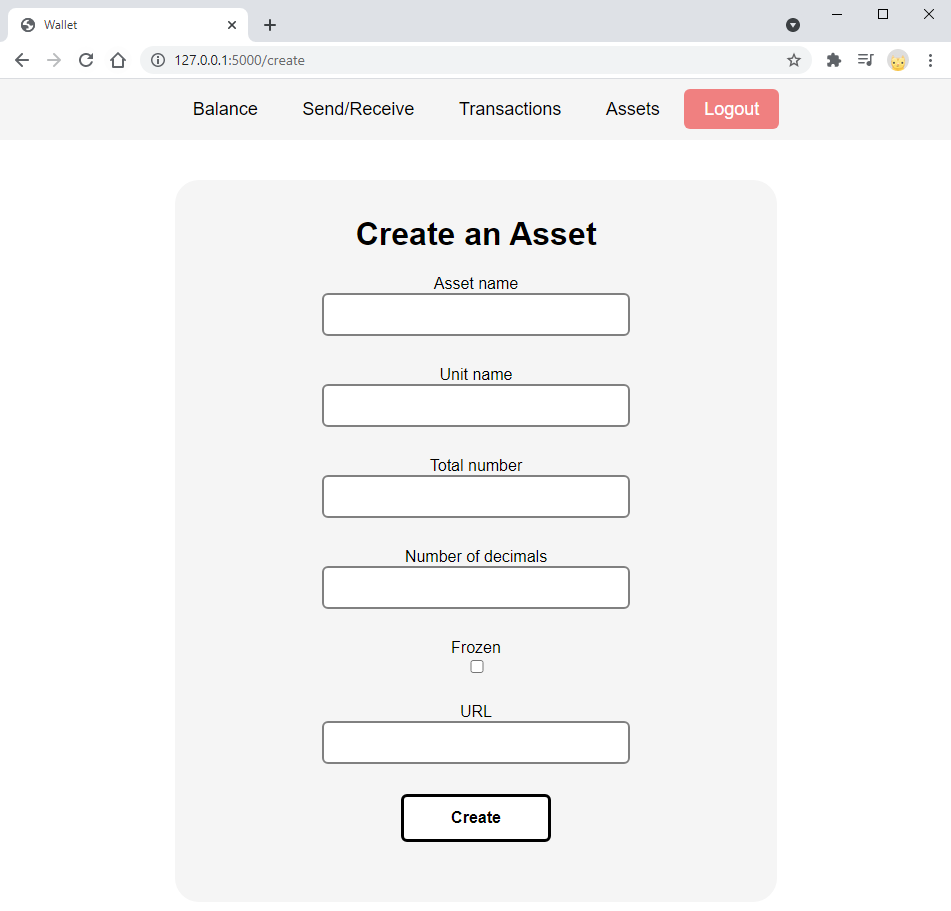 Wallet
127.0.0.1:5000/create
Balance Send/Receive Transactions Assets Logout
Create an Asset
Asset name
Unit name
Total number
Number of decimals
Frozen
URL
Create